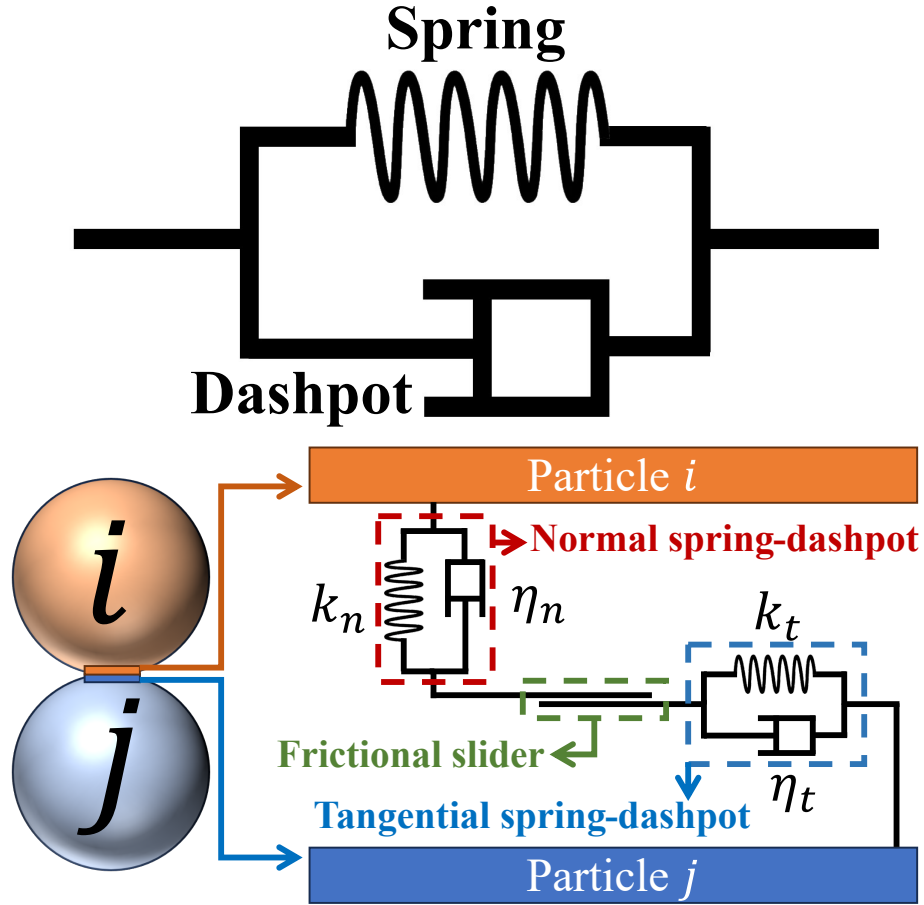 Spring
Dashpot
Particle i
i
Normal spring-dashpot
kₙ
ηₙ
kₜ
j
Frictional slider
ηₜ
Tangential spring-dashpot
Particle j